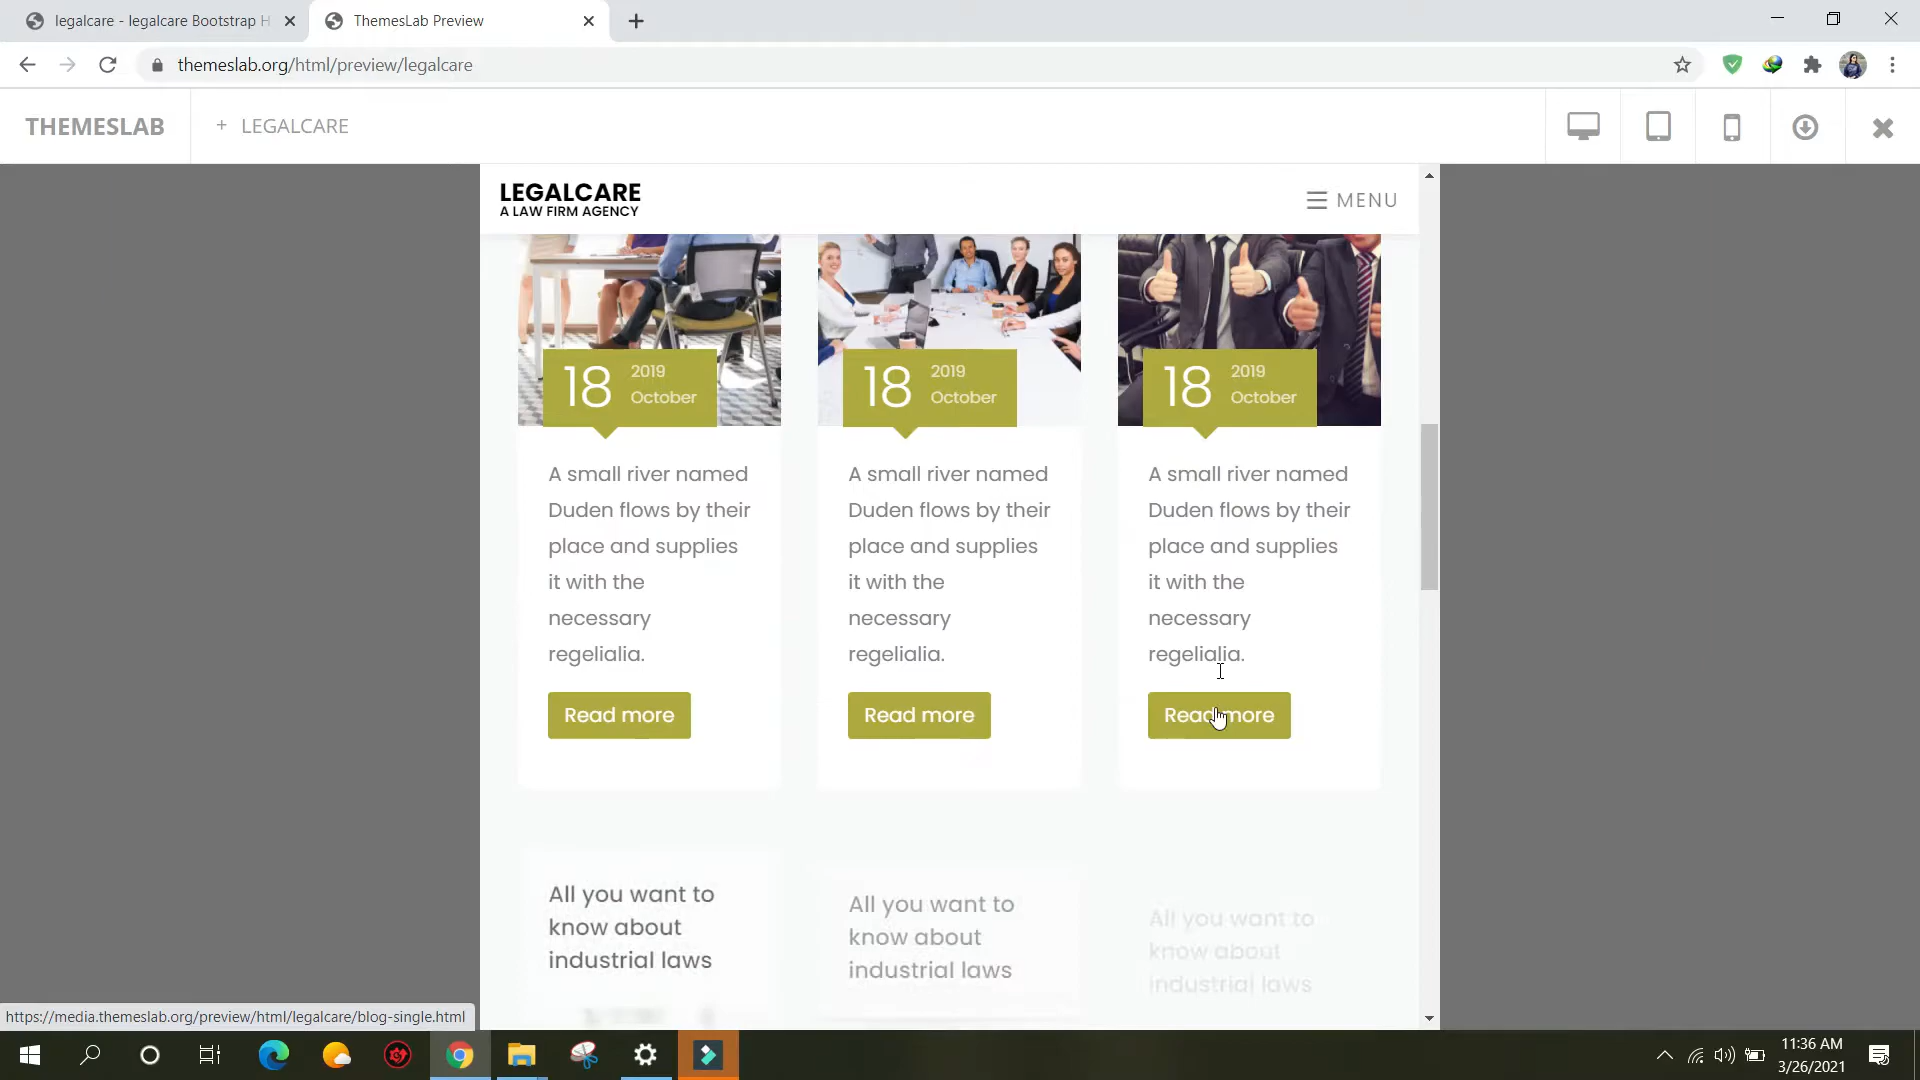 legalcare - legalcare Bootstrap H
ThemesLab Preview
themeslab.org/html/preview/legalcare
THEMESLAB
+ LEGALCARE
LEGALCARE
A LAW FIRM AGENCY
MENU
18
2019
October
18
2019
October
18
2019
October
A small river named
Duden flows by their
place and supplies
it with the
necessary
regelialia.
Read more
A small river named
Duden flows by their
place and supplies
it with the
necessary
regelialia.
Read more
A small river named
Duden flows by their
place and supplies
it with the
necessary
regelialia.
Read more
All you want to
know about
industrial laws
All you want to
know about
industrial laws
All you want to
know about
industrial laws
https://media.themeslab.org/preview/html/legalcare/blog-single.html
11:36 AM
3/26/2021